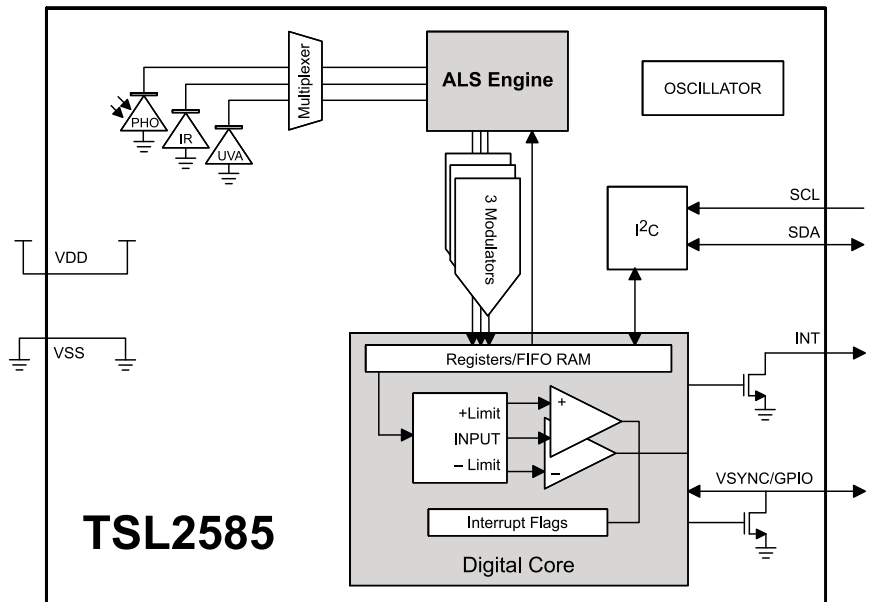 Multiplexer
ALS Engine
OSCILLATOR
PHO
IR
UVA
3 Modulators
I²C
SCL
SDA
VDD
VSS
INT
Registers/FIFO RAM
+Limit
INPUT
– Limit
+
–
VSYNC/GPIO
Interrupt Flags
TSL2585
Digital Core